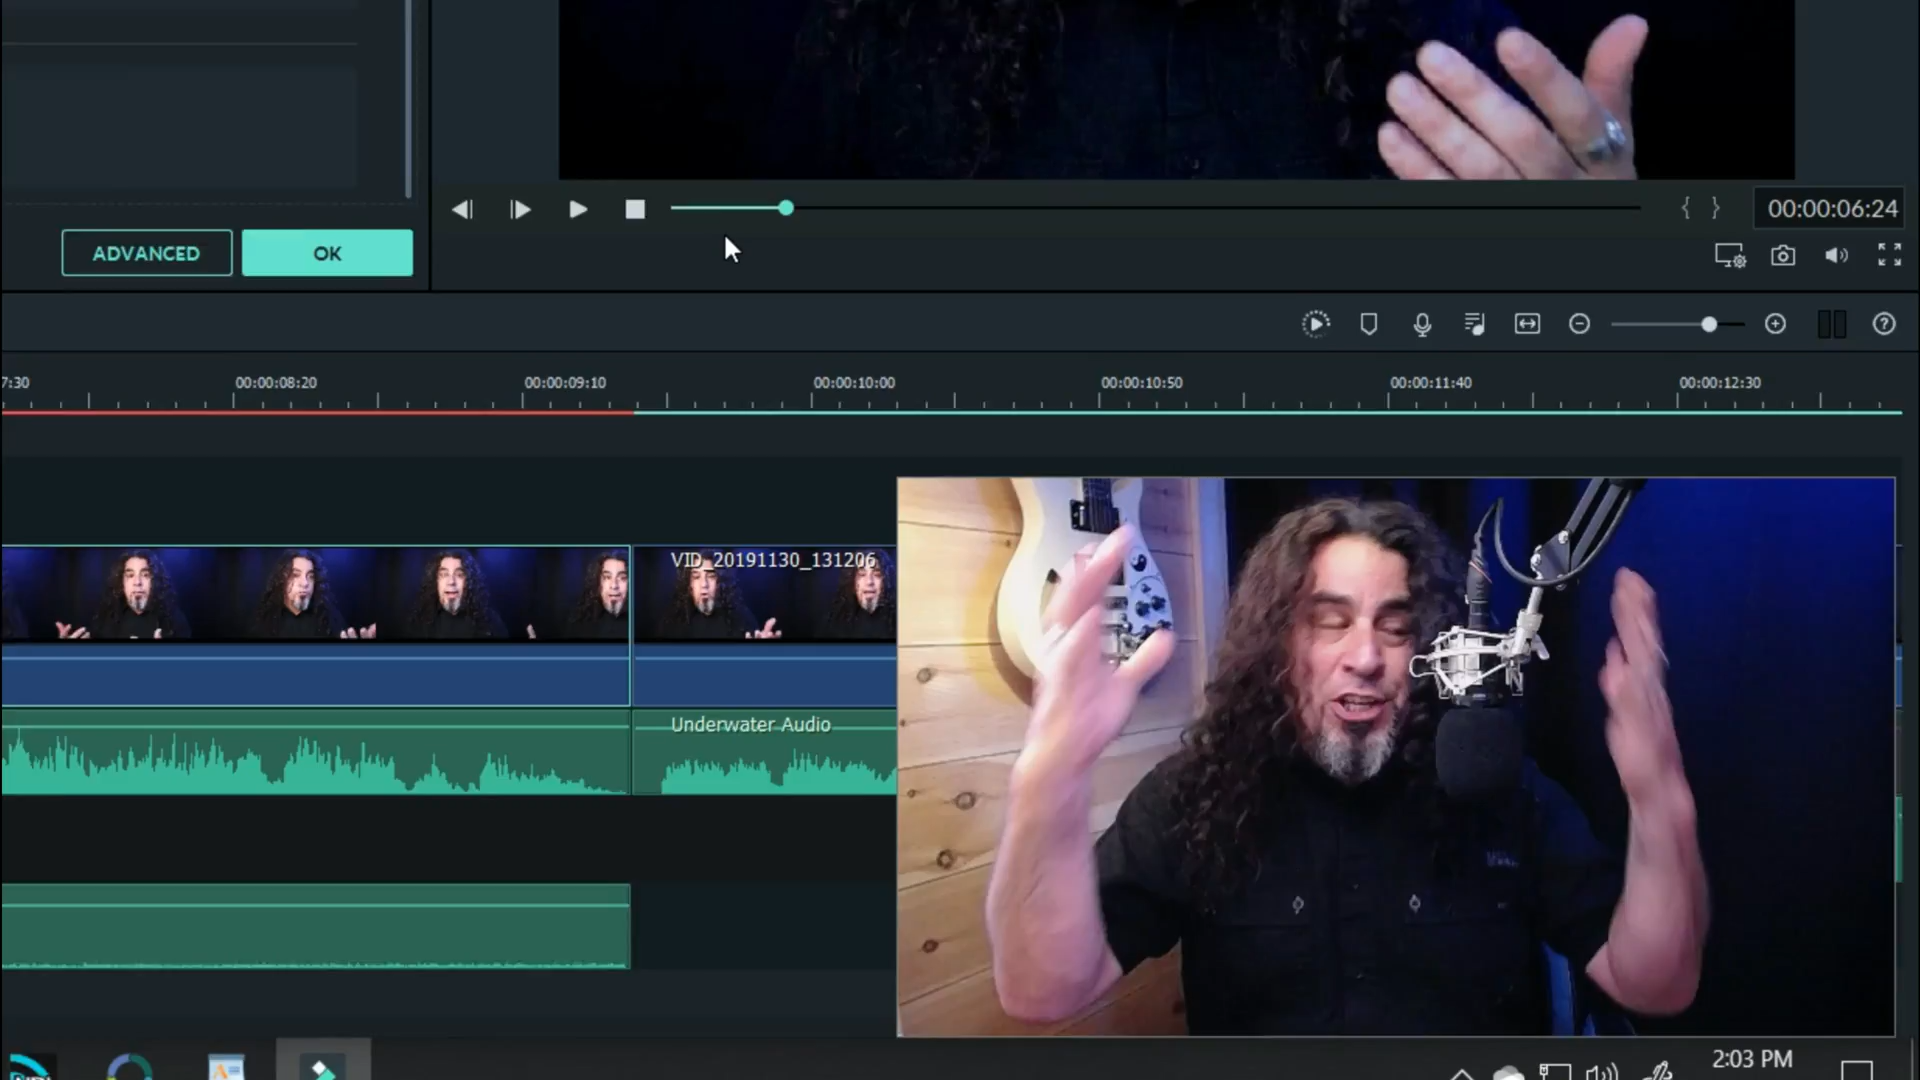 00:00:06:24
ADVANCED
OK
7:30
00:00:08:20
00:00:09:10
00:00:10:00
00:00:10:50
00:00:11:40
00:00:12:30
VID_20191130_131206
Underwater Audio
2:03 PM